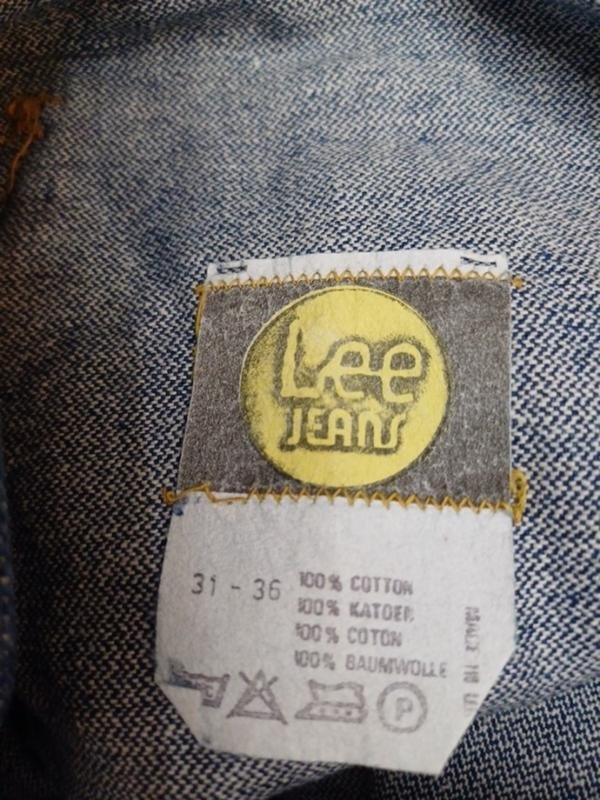 Lee
JEANS
31 - 36
100% COTTON
100% KATOEN
100% COTON
100% BAUMWOLLE
P